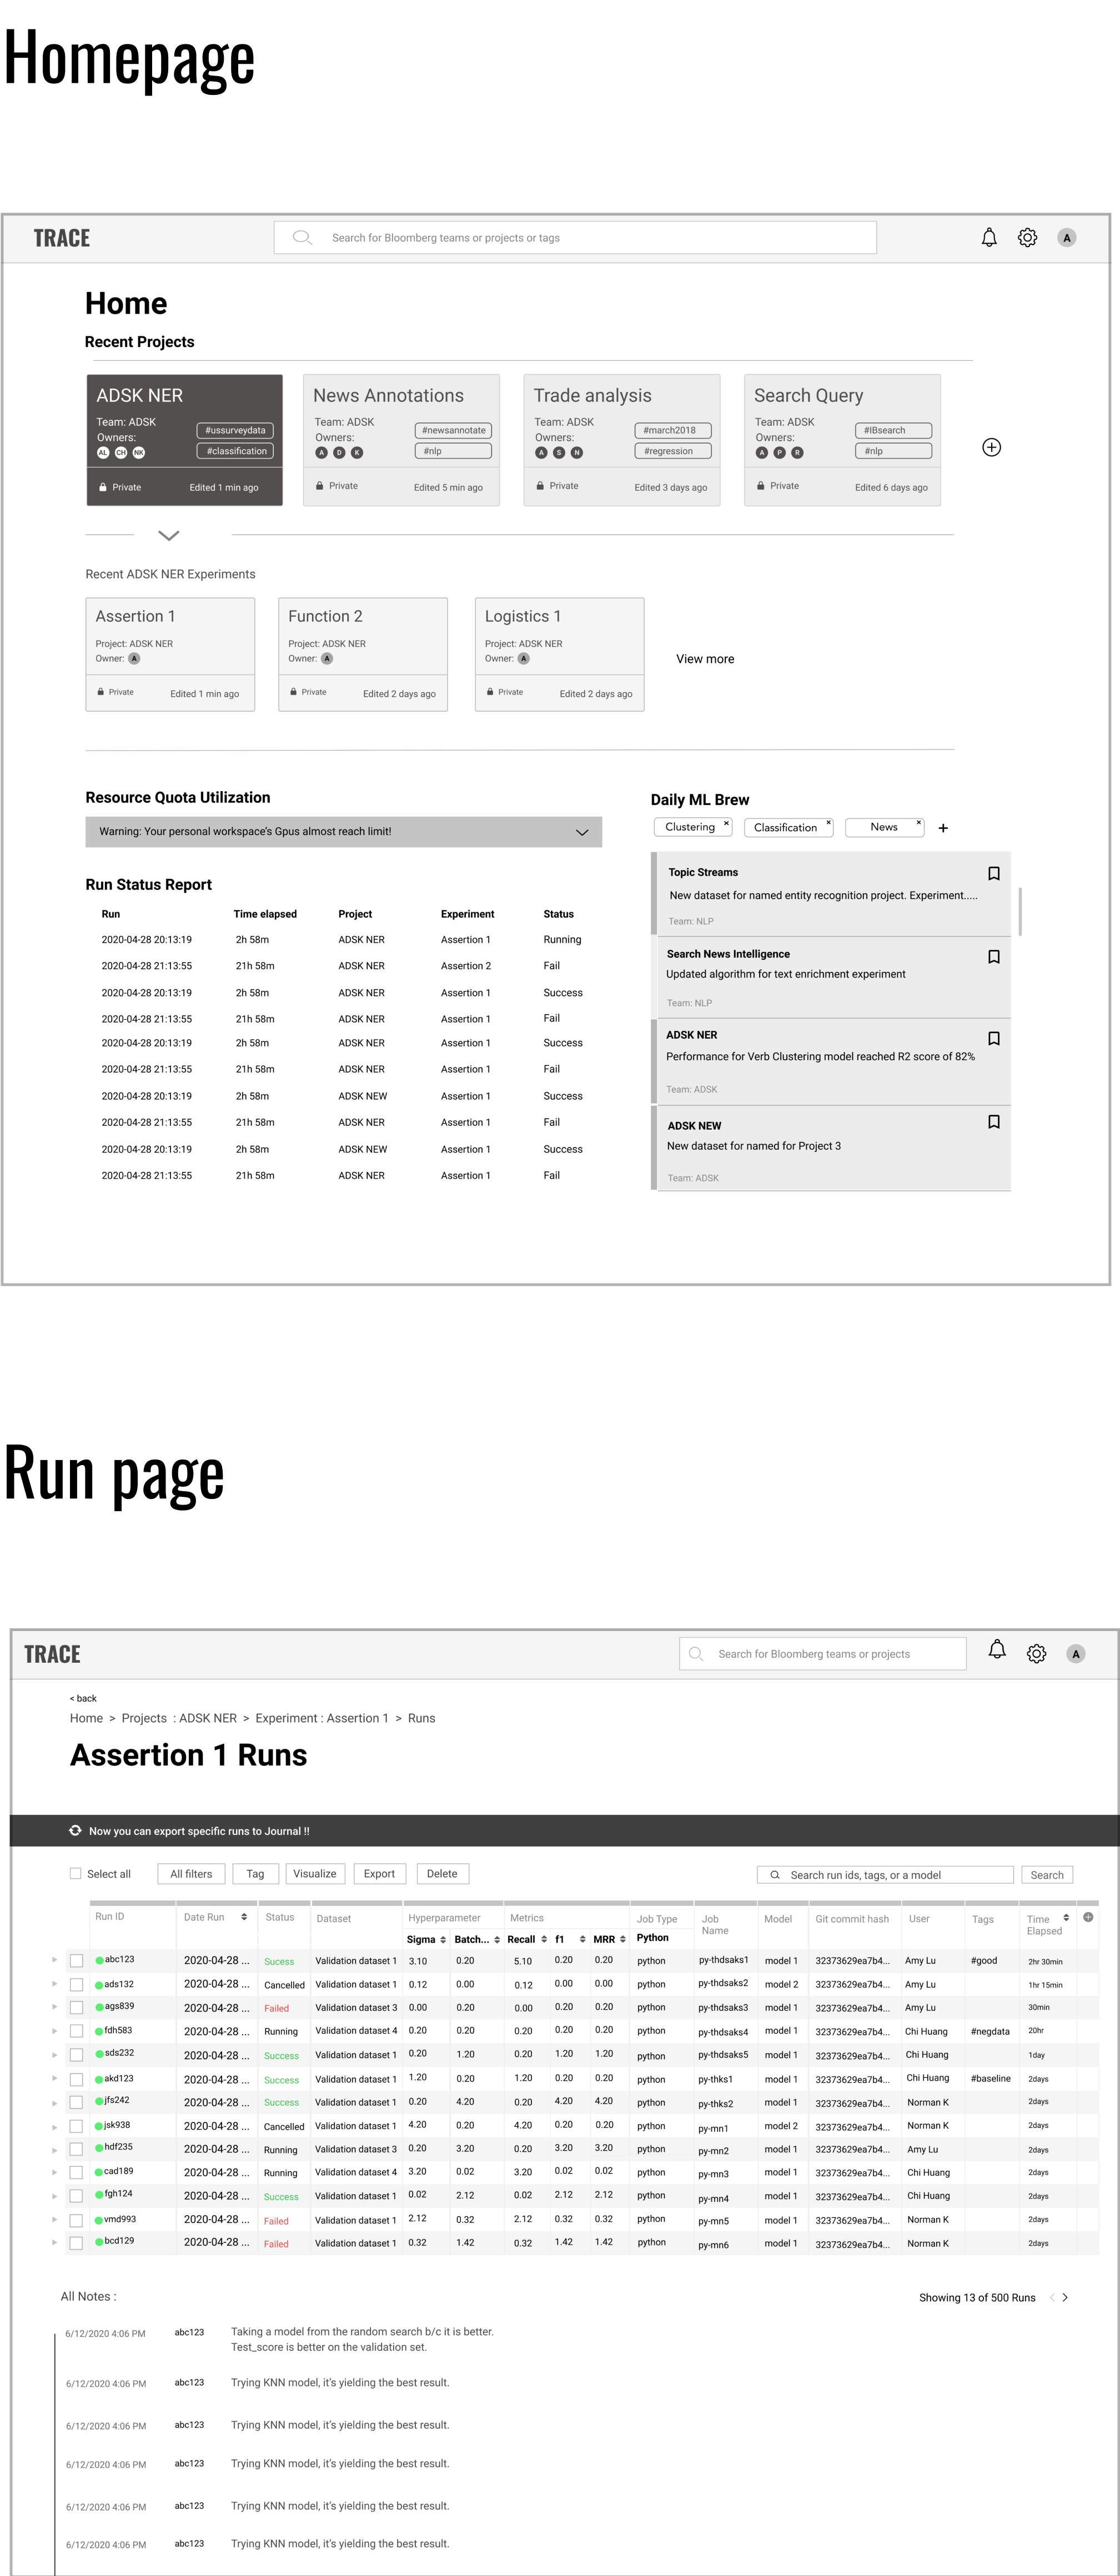 Homepage
TRACE
Search for Bloomberg teams or projects or tags
A
Home
Recent Projects
ADSK NER
Team: ADSK
Owners:
AL CH NK
#ussurveydata
#classification
Private Edited 1 min ago
News Annotations
Team: ADSK
Owners:
A D K
#newsannotate
#nlp
Private Edited 5 min ago
Trade analysis
Team: ADSK
Owners:
A S N
#march2018
#regression
Private Edited 3 days ago
Search Query
Team: ADSK
Owners:
A P R
#IBsearch
#nlp
Private Edited 6 days ago
Recent ADSK NER Experiments
Assertion 1
Project: ADSK NER
Owner: A
Private Edited 1 min ago
Function 2
Project: ADSK NER
Owner: A
Private Edited 2 days ago
Logistics 1
Project: ADSK NER
Owner: A
Private Edited 2 days ago
View more
Resource Quota Utilization
Warning: Your personal workspace's Gpus almost reach limit!
Run Status Report
Run Time elapsed Project Experiment Status
2020-04-28 20:13:19 2h 58m ADSK NER Assertion 1 Running
2020-04-28 21:13:55 21h 58m ADSK NER Assertion 2 Fail
2020-04-28 20:13:19 2h 58m ADSK NER Assertion 1 Success
2020-04-28 21:13:55 21h 58m ADSK NER Assertion 1 Fail
2020-04-28 20:13:19 2h 58m ADSK NER Assertion 1 Success
2020-04-28 21:13:55 21h 58m ADSK NER Assertion 1 Fail
2020-04-28 20:13:19 2h 58m ADSK NEW Assertion 1 Success
2020-04-28 21:13:55 21h 58m ADSK NER Assertion 1 Fail
2020-04-28 20:13:19 2h 58m ADSK NEW Assertion 1 Success
2020-04-28 21:13:55 21h 58m ADSK NER Assertion 1 Fail
Daily ML Brew
Clustering × Classification × News × +
Topic Streams
New dataset for named entity recognition project. Experiment.....
Team: NLP
Search News Intelligence
Updated algorithm for text enrichment experiment
Team: NLP
ADSK NER
Performance for Verb Clustering model reached R2 score of 82%
Team: ADSK
ADSK NEW
New dataset for named for Project 3
Team: ADSK
Run page
TRACE
Search for Bloomberg teams or projects
A
< back
Home > Projects : ADSK NER > Experiment : Assertion 1 > Runs
Assertion 1 Runs
Now you can export specific runs to Journal !!
Select all All filters Tag Visualize Export Delete
Search run ids, tags, or a model Search
Run ID Date Run Status Dataset Hyperparameter Metrics Job Type Job Name Model Git commit hash User Tags Time Elapsed
Sigma Batch... Recall f1 MRR Python
abc123 2020-04-28 ... Sucess Validation dataset 1 3.10 0.20 5.10 0.20 0.20 python py-thdsaks1 model 1 32373629ea7b4... Amy Lu #good 2hr 30min
ads132 2020-04-28 ... Cancelled Validation dataset 1 0.12 0.00 0.12 0.00 0.00 python py-thdsaks2 model 2 32373629ea7b4... Amy Lu 1hr 15min
ags839 2020-04-28 ... Failed Validation dataset 3 0.00 0.20 0.00 0.20 0.20 python py-thdsaks3 model 1 32373629ea7b4... Amy Lu 30min
fdh583 2020-04-28 ... Running Validation dataset 4 0.20 0.20 0.20 0.20 0.20 python py-thdsaks4 model 1 32373629ea7b4... Chi Huang #negdata 20hr
sds232 2020-04-28 ... Success Validation dataset 1 0.20 1.20 0.20 1.20 1.20 python py-thdsaks5 model 1 32373629ea7b4... Chi Huang 1day
akd123 2020-04-28 ... Success Validation dataset 1 1.20 0.20 1.20 0.20 0.20 python py-thks1 model 1 32373629ea7b4... Chi Huang #baseline 2days
jfs242 2020-04-28 ... Success Validation dataset 1 0.20 4.20 0.20 4.20 4.20 python py-thks2 model 1 32373629ea7b4... Norman K 2days
jsk938 2020-04-28 ... Cancelled Validation dataset 1 4.20 0.20 4.20 0.20 0.20 python py-mn1 model 2 32373629ea7b4... Norman K 2days
hdf235 2020-04-28 ... Running Validation dataset 3 0.20 3.20 0.20 3.20 3.20 python py-mn2 model 1 32373629ea7b4... Amy Lu 2days
cad189 2020-04-28 ... Running Validation dataset 4 3.20 0.02 3.20 0.02 0.02 python py-mn3 model 1 32373629ea7b4... Chi Huang 2days
fgh124 2020-04-28 ... Success Validation dataset 1 0.02 2.12 0.02 2.12 2.12 python py-mn4 model 1 32373629ea7b4... Chi Huang 2days
vmd993 2020-04-28 ... Failed Validation dataset 1 2.12 0.32 2.12 0.32 0.32 python py-mn5 model 1 32373629ea7b4... Norman K 2days
bcd129 2020-04-28 ... Failed Validation dataset 1 0.32 1.42 0.32 1.42 1.42 python py-mn6 model 1 32373629ea7b4... Norman K 2days
All Notes :
Showing 13 of 500 Runs < >
6/12/2020 4:06 PM abc123 Taking a model from the random search b/c it is better.
Test_score is better on the validation set.
6/12/2020 4:06 PM abc123 Trying KNN model, it's yielding the best result.
6/12/2020 4:06 PM abc123 Trying KNN model, it's yielding the best result.
6/12/2020 4:06 PM abc123 Trying KNN model, it's yielding the best result.
6/12/2020 4:06 PM abc123 Trying KNN model, it's yielding the best result.
6/12/2020 4:06 PM abc123 Trying KNN model, it's yielding the best result.